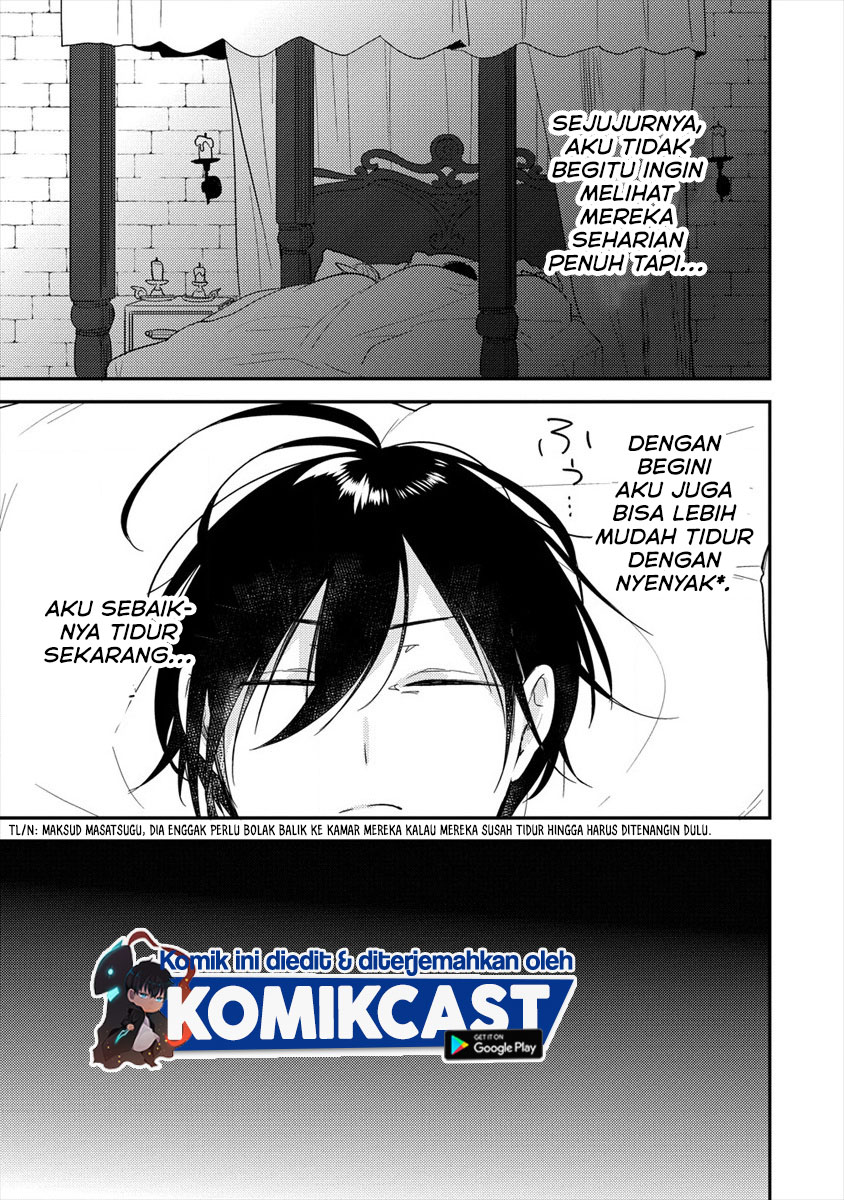 SEJUJURNYA,
AKU TIDAK
BEGITU INGIN
MELIHAT
MEREKA
SEHARIAN
PENUH TAPI...
ふぅ…
DENGAN
BEGINI
AKU JUGA
BISA LEBIH
MUDAH TIDUR
DENGAN
NYENYAK*.
AKU SEBAIK-
NYA TIDUR
SEKARANG...
TL/N: MAKSUD MASATSUGU, DIA ENGGAK PERLU BOLAK BALIK KE KAMAR MEREKA KALAU MEREKA SUSAH TIDUR HINGGA HARUS DITENANGIN DULU.
Komik ini diedit & diterjemahkan oleh
KOMIKCAST
GET IT ON
Google Play